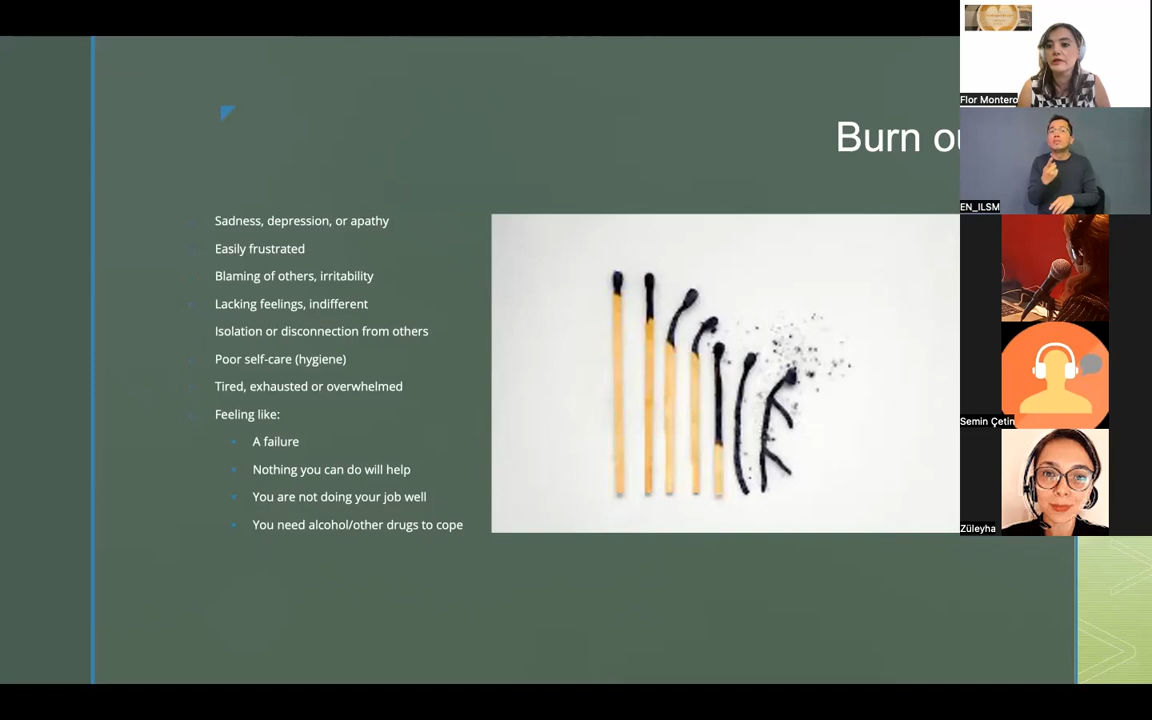 Burn
Sadness, depression, or apathy
Easily frustrated
Blaming of others, irritability
Lacking feelings, indifferent
Isolation or disconnection from others
Poor self-care (hygiene)
Tired, exhausted or overwhelmed
Feeling like:
A failure
Nothing you can do will help
You are not doing your job well
You need alcohol/other drugs to cope
Flor Montero
EN_ILSM
Semin Çetin
Züleyha